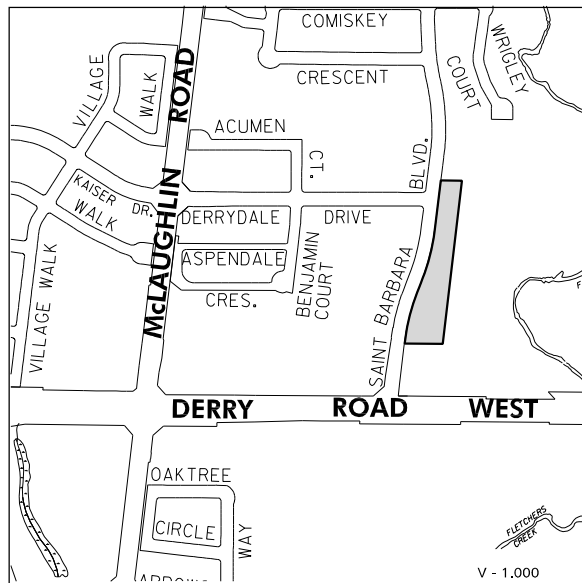 COMISKEY
CRESCENT
COURT
WRIGLEY
VILLAGE
WALK
ROAD
McLAUGHLIN
ACUMEN
CT.
BLVD.
SAINT BARBARA
KAISER DR.
WALK
DERRYDALE DRIVE
ASPENDALE
CRES.
BENJAMIN
COURT
VILLAGE WALK
DERRY ROAD WEST
OAKTREE
CIRCLE
WAY
FLETCHERS
CREEK
V - 1.000